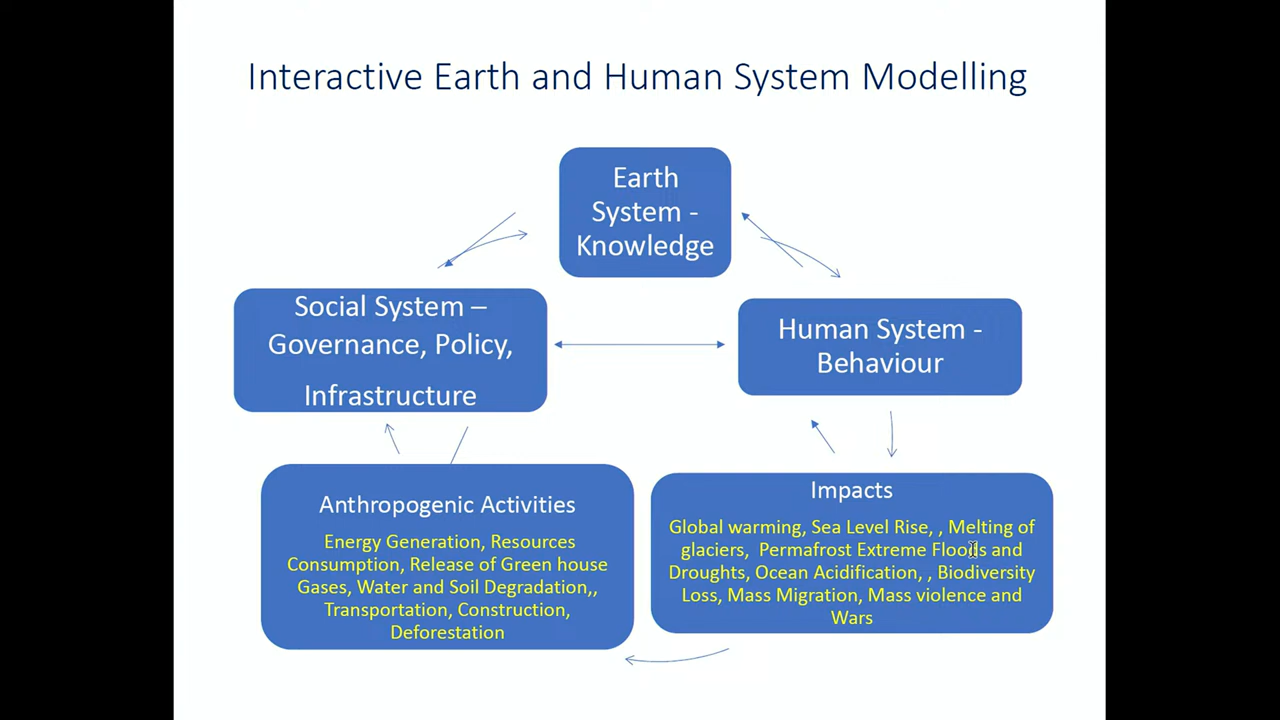 Interactive Earth and Human System Modelling
Earth
System -
Knowledge
Social System –
Governance, Policy,
Infrastructure
Human System -
Behaviour
Anthropogenic Activities
Energy Generation, Resources
Consumption, Release of Green house
Gases, Water and Soil Degradation,,
Transportation, Construction,
Deforestation
Impacts
Global warming, Sea Level Rise, , Melting of
glaciers, Permafrost Extreme Floods and
Droughts, Ocean Acidification, , Biodiversity
Loss, Mass Migration, Mass violence and
Wars